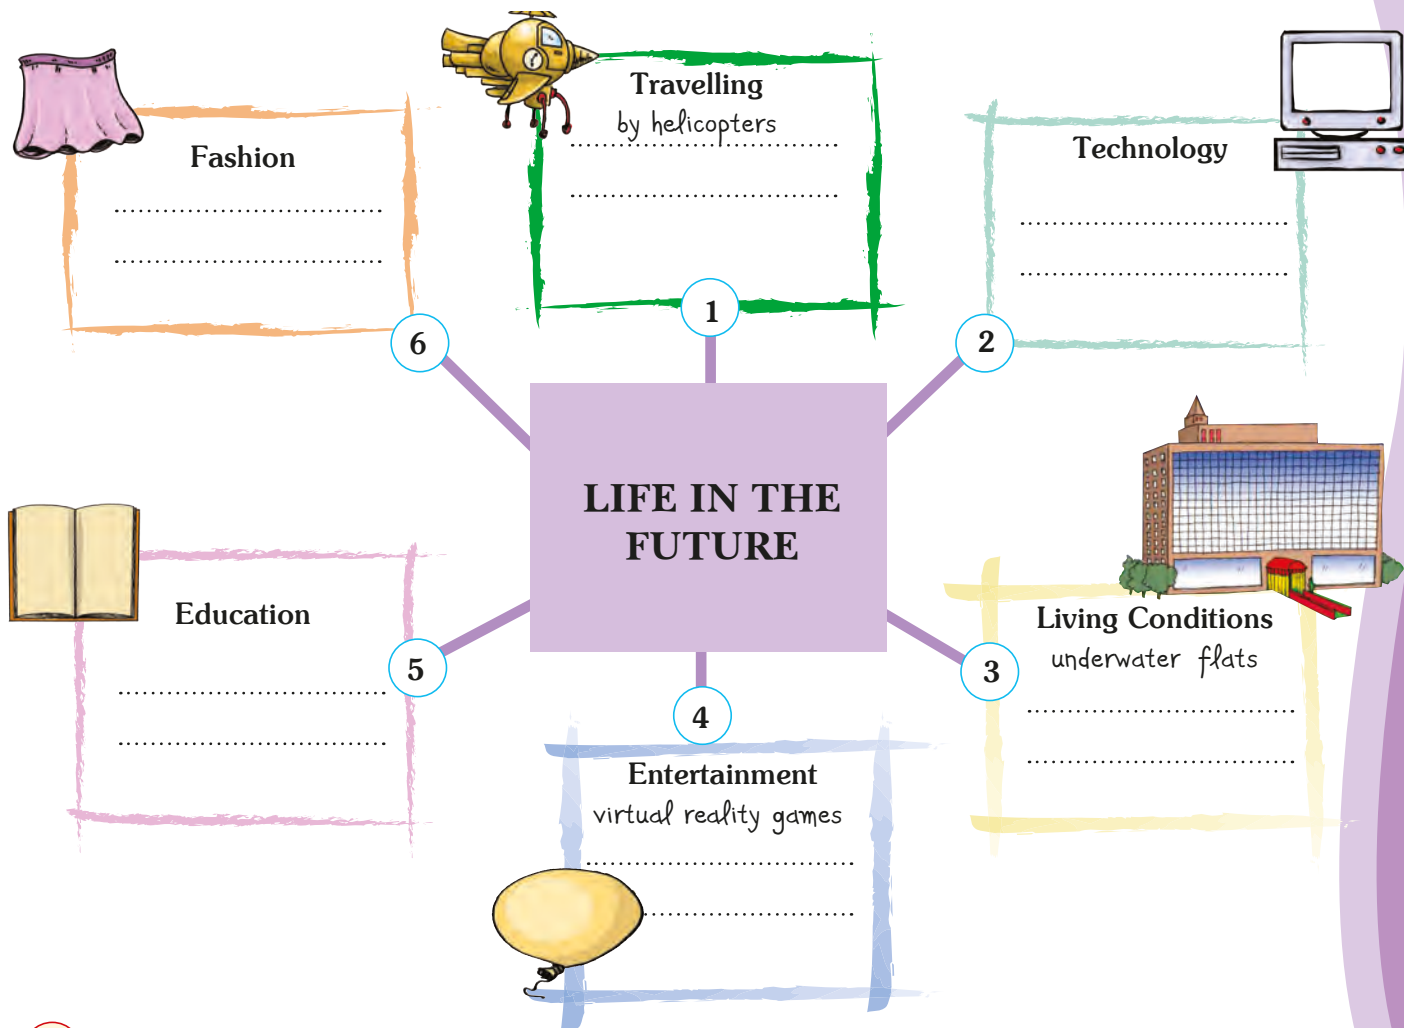 Travelling
by helicopters
Fashion
Technology
1
6
2
LIFE IN THE
FUTURE
Education
Living Conditions
underwater flats
5
3
4
Entertainment
virtual reality games